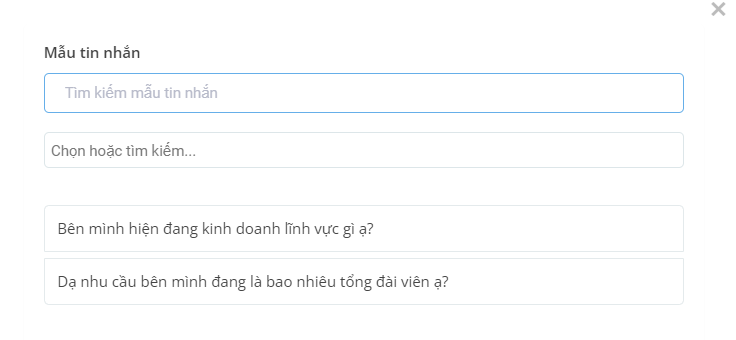 Mẫu tin nhắn
Tìm kiếm mẫu tin nhắn
Chọn hoặc tìm kiếm...
Bên mình hiện đang kinh doanh lĩnh vực gì ạ?
Dạ nhu cầu bên mình đang là bao nhiêu tổng đài viên ạ?